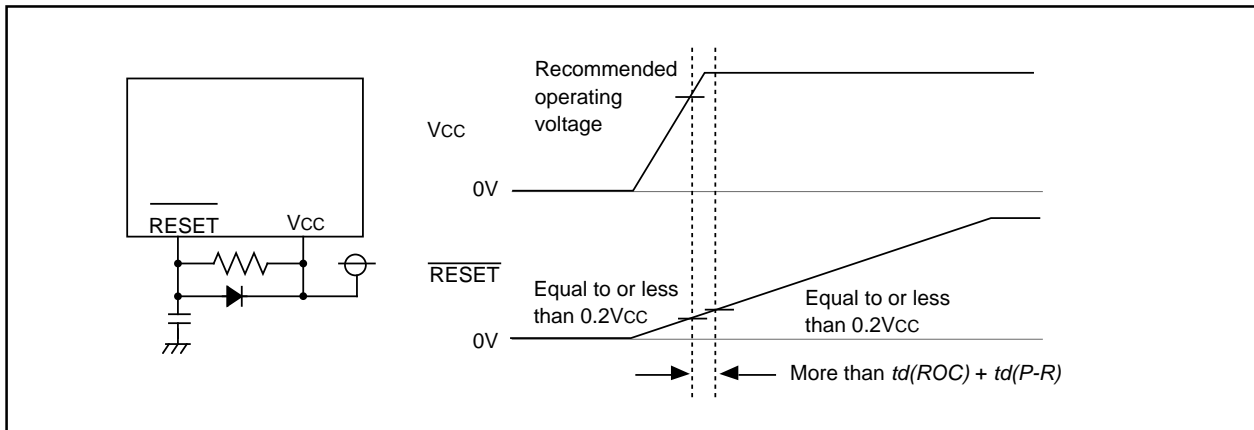 RESET
VCC
Recommended
operating
voltage
VCC
0V
RESET
Equal to or less
than 0.2VCC
0V
Equal to or less
than 0.2VCC
More than td(ROC) + td(P-R)